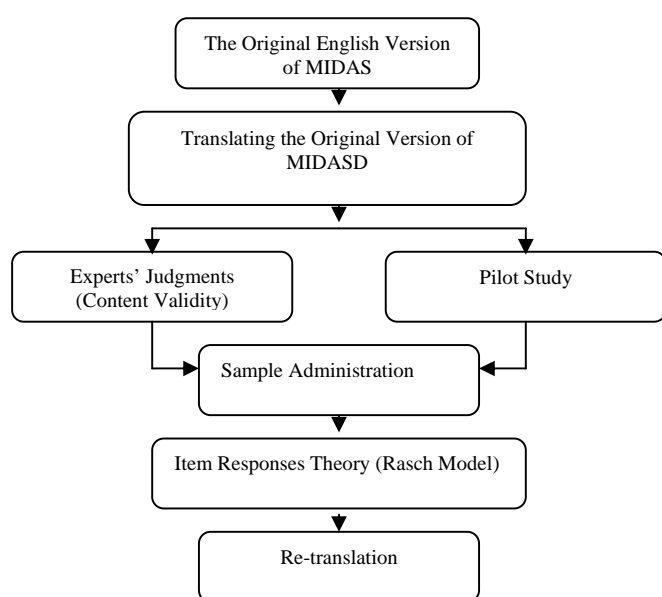 The Original English Version
of MIDAS
Translating the Original Version of
MIDASD
Experts’ Judgments
(Content Validity)
Pilot Study
Sample Administration
Item Responses Theory (Rasch Model)
Re-translation